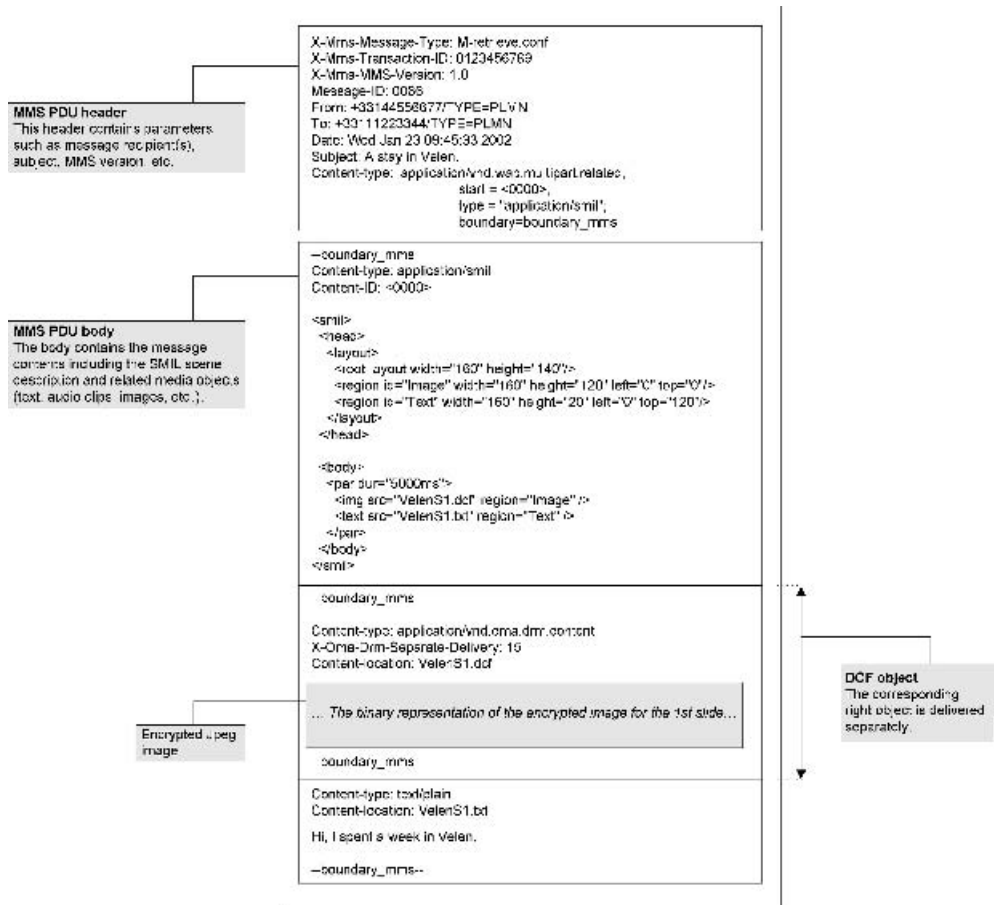 X-Mms-Message-Type: M-retrieve.conf
X-Mms-Transaction-ID: 0123456789
X-Mms-MMS-Version: 1.0
Message-ID: 0086
From: +33144556677/TYPE=PLMN
To: +33111223344/TYPE=PLMN
Date: Wed Jan 23 09:45:33 2002
Subject: A stay in Velen.
Content-type: application/vnd.wap.multipart.related;
start = <0000>;
type = "application/smil";
boundary=boundary_mms
MMS PDU header
This header contains parameters
such as message recipient(s),
subject, MMS version, etc.
--boundary_mms
Content-type: application/smil
Content-ID: <0000>
<smil>
<head>
<layout>
<root-layout width="160" height="140"/>
<region id="Image" width="160" height="120" left="0" top="0"/>
<region id="Text" width="160" height="20" left="0" top="120"/>
</layout>
</head>
<body>
<par dur="5000ms">
<img src="VelenS1.dcf" region="Image" />
<text src="VelenS1.txt" region="Text" />
</par>
</body>
</smil>
MMS PDU body
The body contains the message
contents including the SMIL scene
description and related media objects
(text, audio clips, images, etc.).
boundary_mms
Content-type: application/vnd.oma.drm.content
X-Oma-Drm-Separate-Delivery: 15
Content-location: VelenS1.dcf
... The binary representation of the encrypted image for the 1st slide...
boundary_mms
Encrypted Jpeg
image
DCF object
The corresponding
right object is delivered
separately.
Content-type: text/plain
Content-location: VelenS1.txt
Hi, I spent a week in Velen.
--boundary_mms--